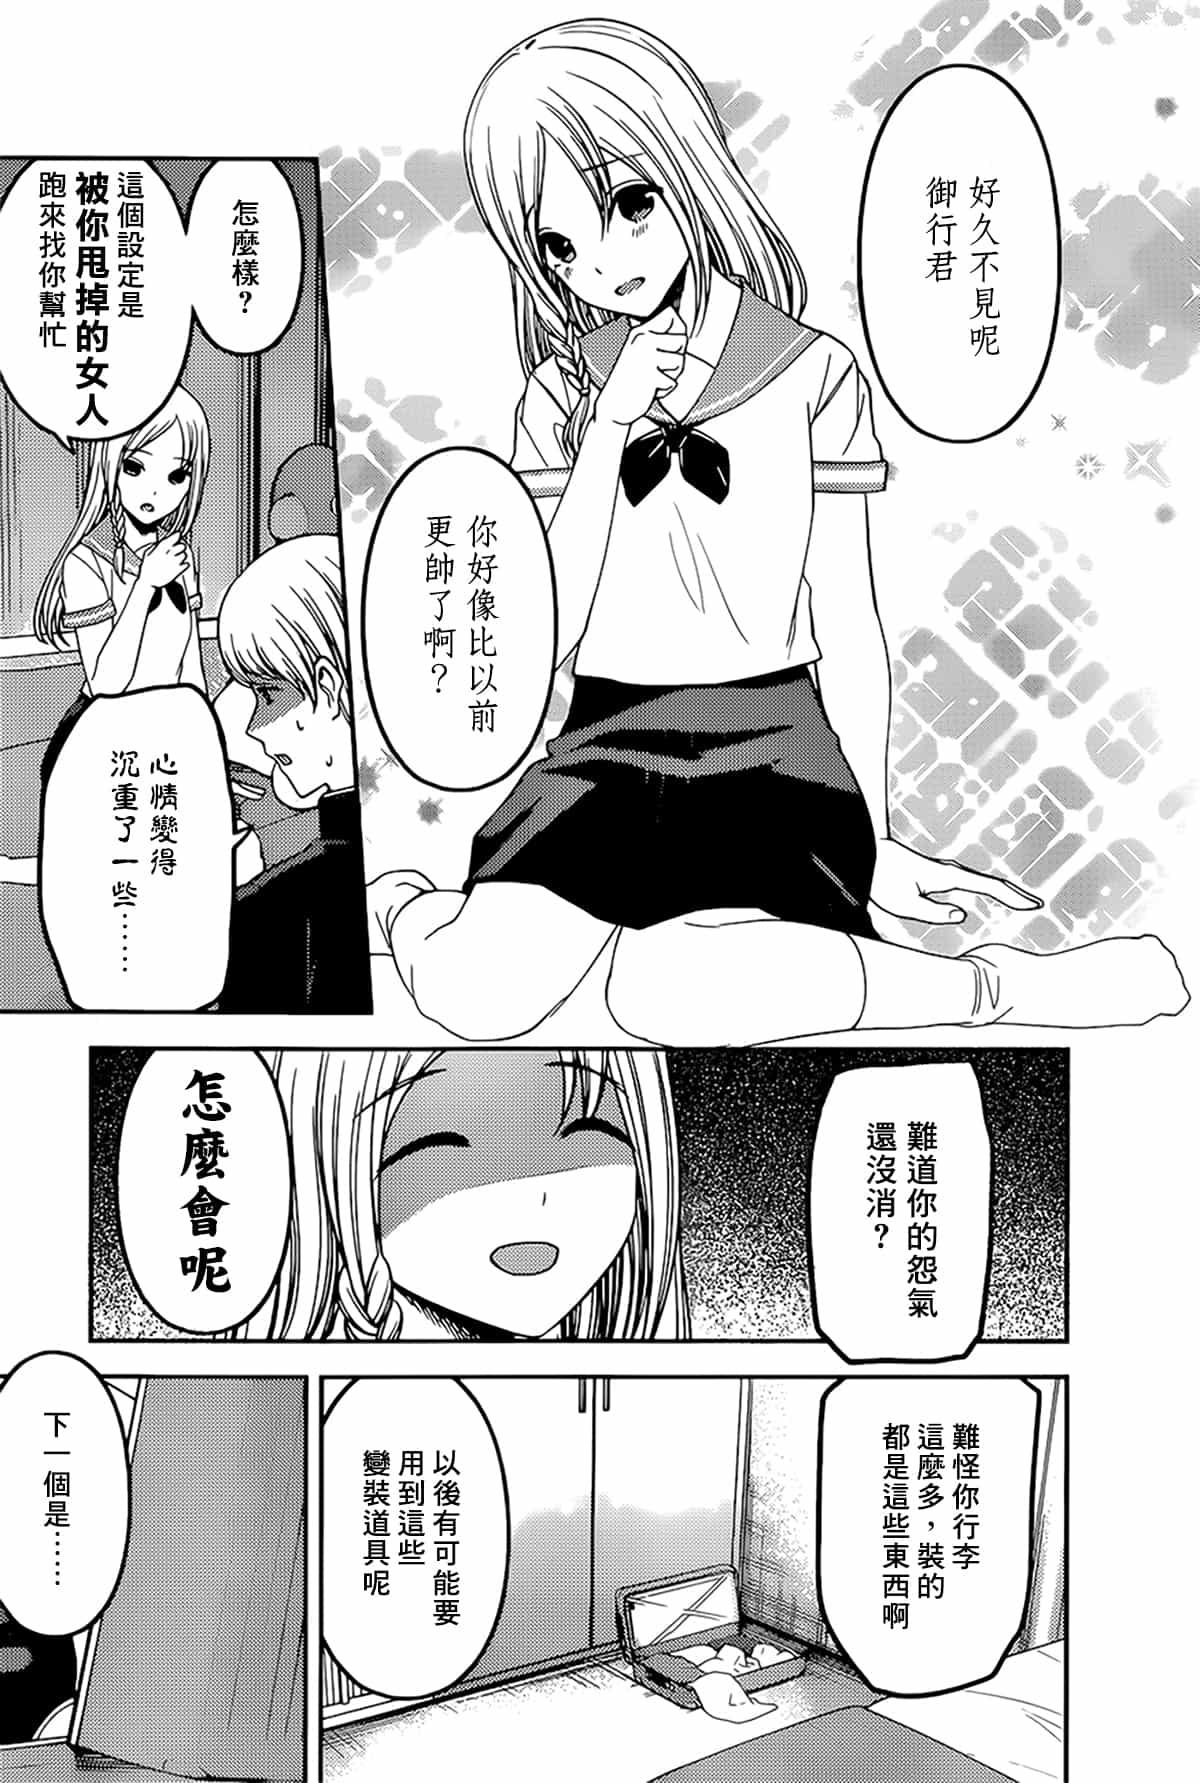 好久不見呢
御行君
你好像比以前
更帥了啊？
怎麼樣？
這個設定是
被你甩掉的女人
跑來找你幫忙
心情變得
沉重了一些……
難道你的怨氣
還沒消？
怎麼會呢
難怪你行李
這麼多，裝的
都是這些東西啊
以後有可能要
用到這些
變裝道具呢
下一個是……